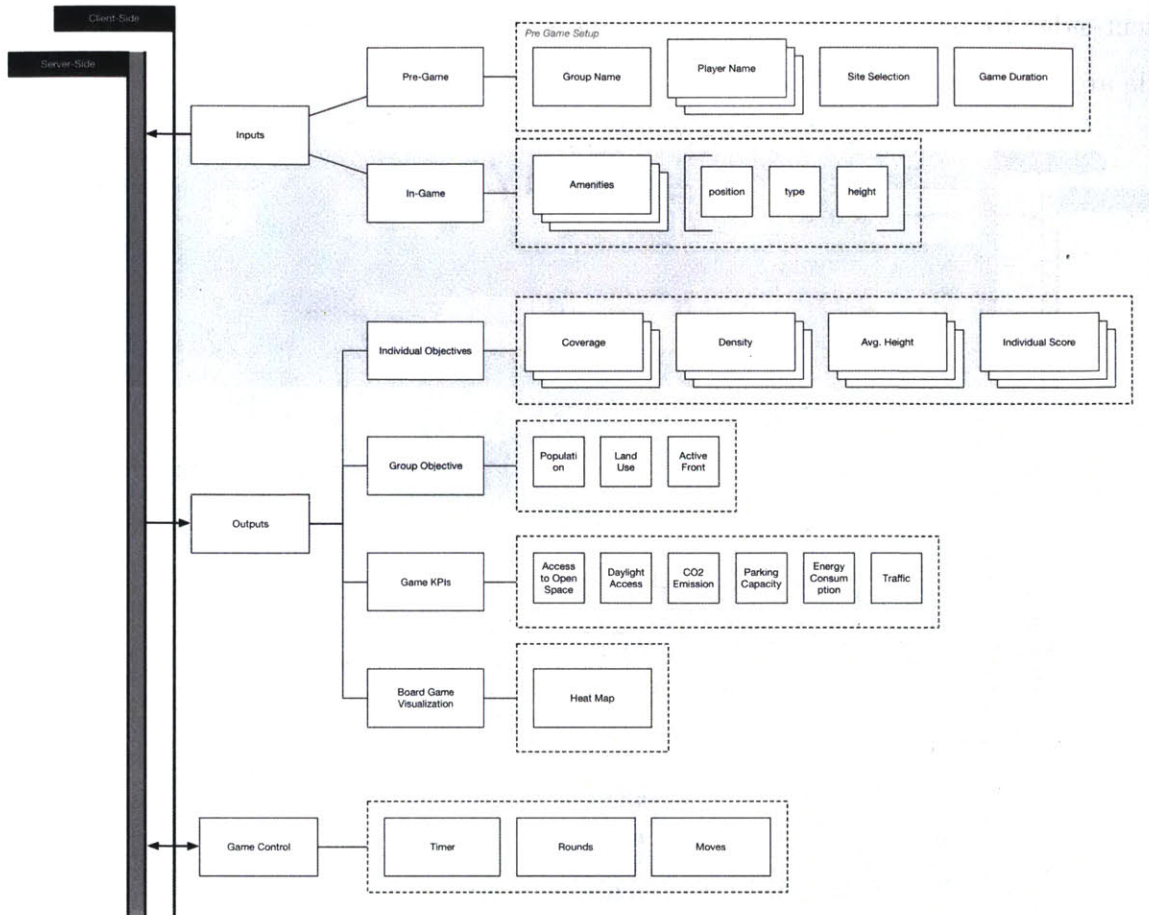 Client-Side
Server-Side
Pre Game Setup
Pre-Game
Group Name
Player Name
Site Selection
Game Duration
Inputs
In-Game
Amenities
position
type
height
Individual Objectives
Coverage
Density
Avg. Height
Individual Score
Group Objective
Populati
on
Land
Use
Active
Front
Outputs
Game KPIs
Access
to Open
Space
Daylight
Access
CO2
Emission
Parking
Capacity
Energy
Consum
ption
Traffic
Board Game
Visualization
Heat Map
Game Control
Timer
Rounds
Moves